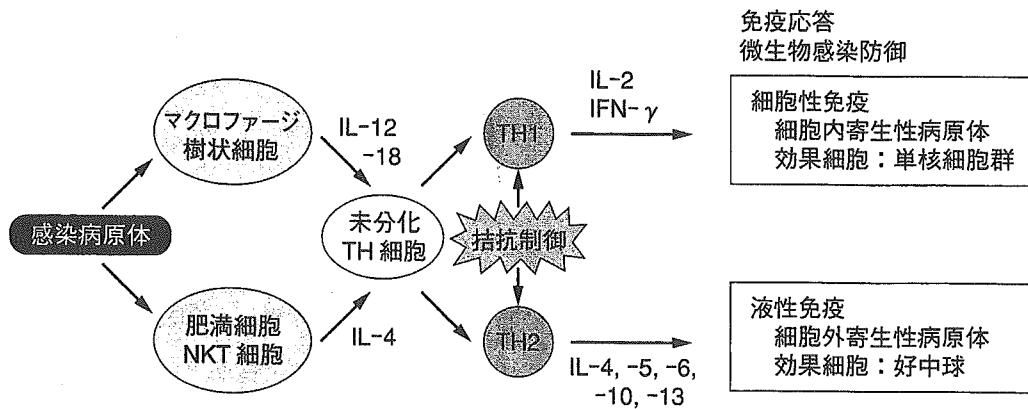 免疫応答
微生物感染防御
マクロファージ
樹状細胞
IL-12
-18
TH1
IL-2
IFN-γ
細胞性免疫
細胞内寄生性病原体
効果細胞：単核細胞群
感染病原体
未分化
TH 細胞
拮抗制御
肥満細胞
NKT 細胞
IL-4
TH2
IL-4, -5, -6,
-10, -13
液性免疫
細胞外寄生性病原体
効果細胞：好中球